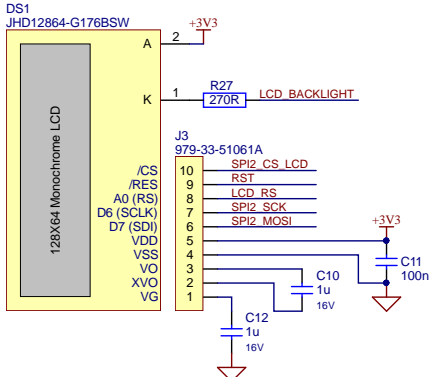 DS1
JHD12864-G176BSW
+3V3
A
2
K
1
R27
270R
LCD_BACKLIGHT
128X64 Monochrome LCD
J3
979-33-51061A
/CS
10
SPI2_CS_LCD
/RES
9
RST
A0 (RS)
8
LCD_RS
D6 (SCLK)
7
SPI2_SCK
D7 (SDI)
6
SPI2_MOSI
VDD
5
+3V3
VSS
4
C11
100n
VO
3
XVO
2
C10
1u
16V
VG
1
C12
1u
16V